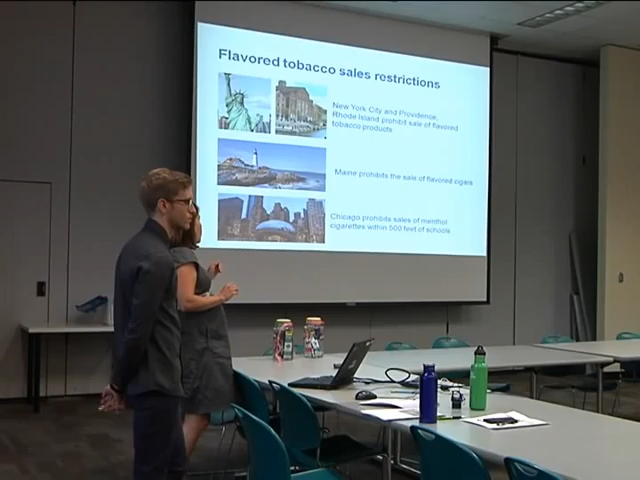 Flavored tobacco sales restrictions
New York City and Providence,
Rhode Island prohibit sale of flavored
tobacco products
Maine prohibits the sale of flavored cigars
Chicago prohibits sales of menthol
cigarettes within 500 feet of schools